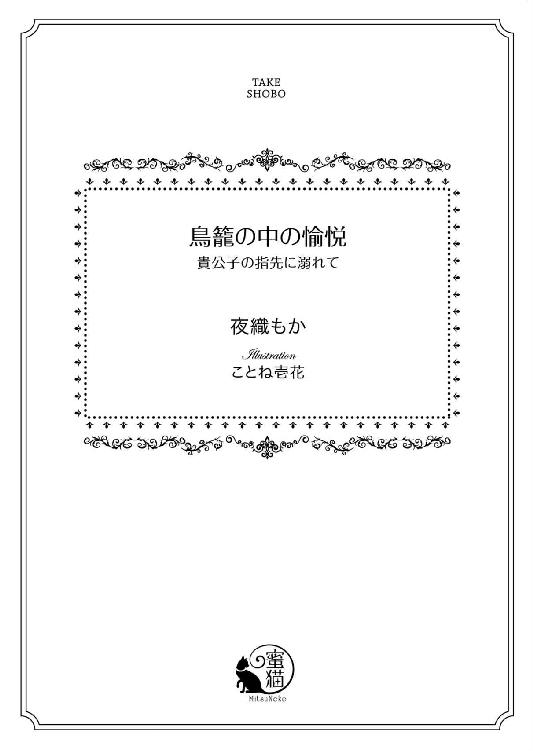 TAKE
SHOBO
鳥籠の中の愉悦
貴公子の指先に溺れて
夜織もか
Illustration
ことね壱花
蜜猫
MitsuNeko